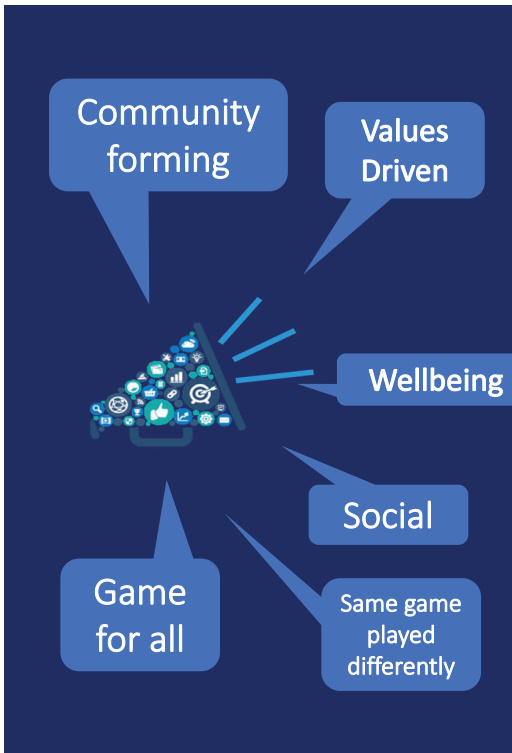 Community
forming
Values
Driven
Wellbeing
Social
Game
for all
Same game
played
differently